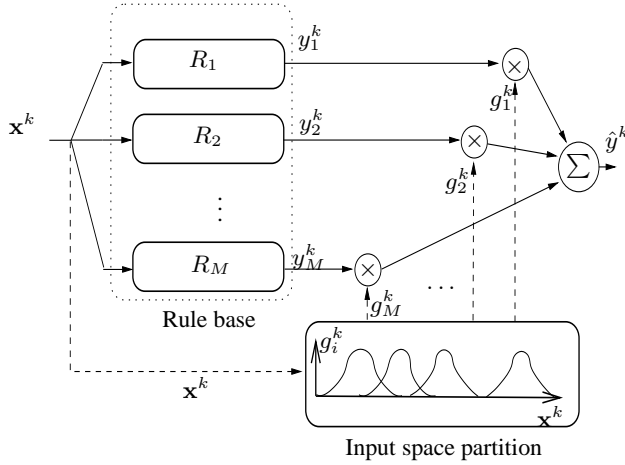 R_1
y_1^k
×
g_1^k
x^k
R_2
y_2^k
×
g_2^k
∑
ŷ^k
⋮
R_M
y_M^k
×
g_M^k
...
Rule base
g_i^k
x^k
x^k
Input space partition